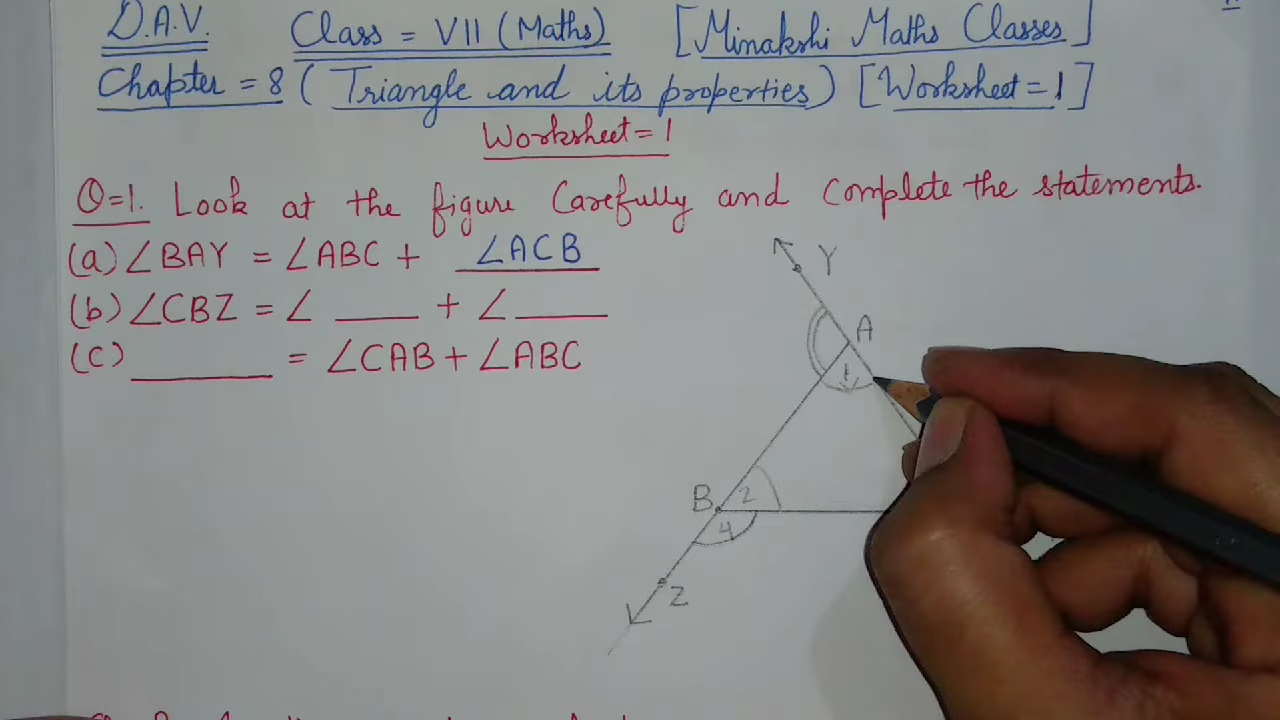 D.A.V. Class = VII (Maths) [Minakshi Maths Classes]
Chapter = 8 (Triangle and its properties) [Worksheet = 1]
Worksheet = 1
Q=1. Look at the figure Carefully and Complete the statements.
(a) ∠BAY = ∠ABC + ∠ACB
(b) ∠CBZ = ∠ ____ + ∠ ____
(c) ____ = ∠CAB + ∠ABC
Y
A
1
B 2
4
Z